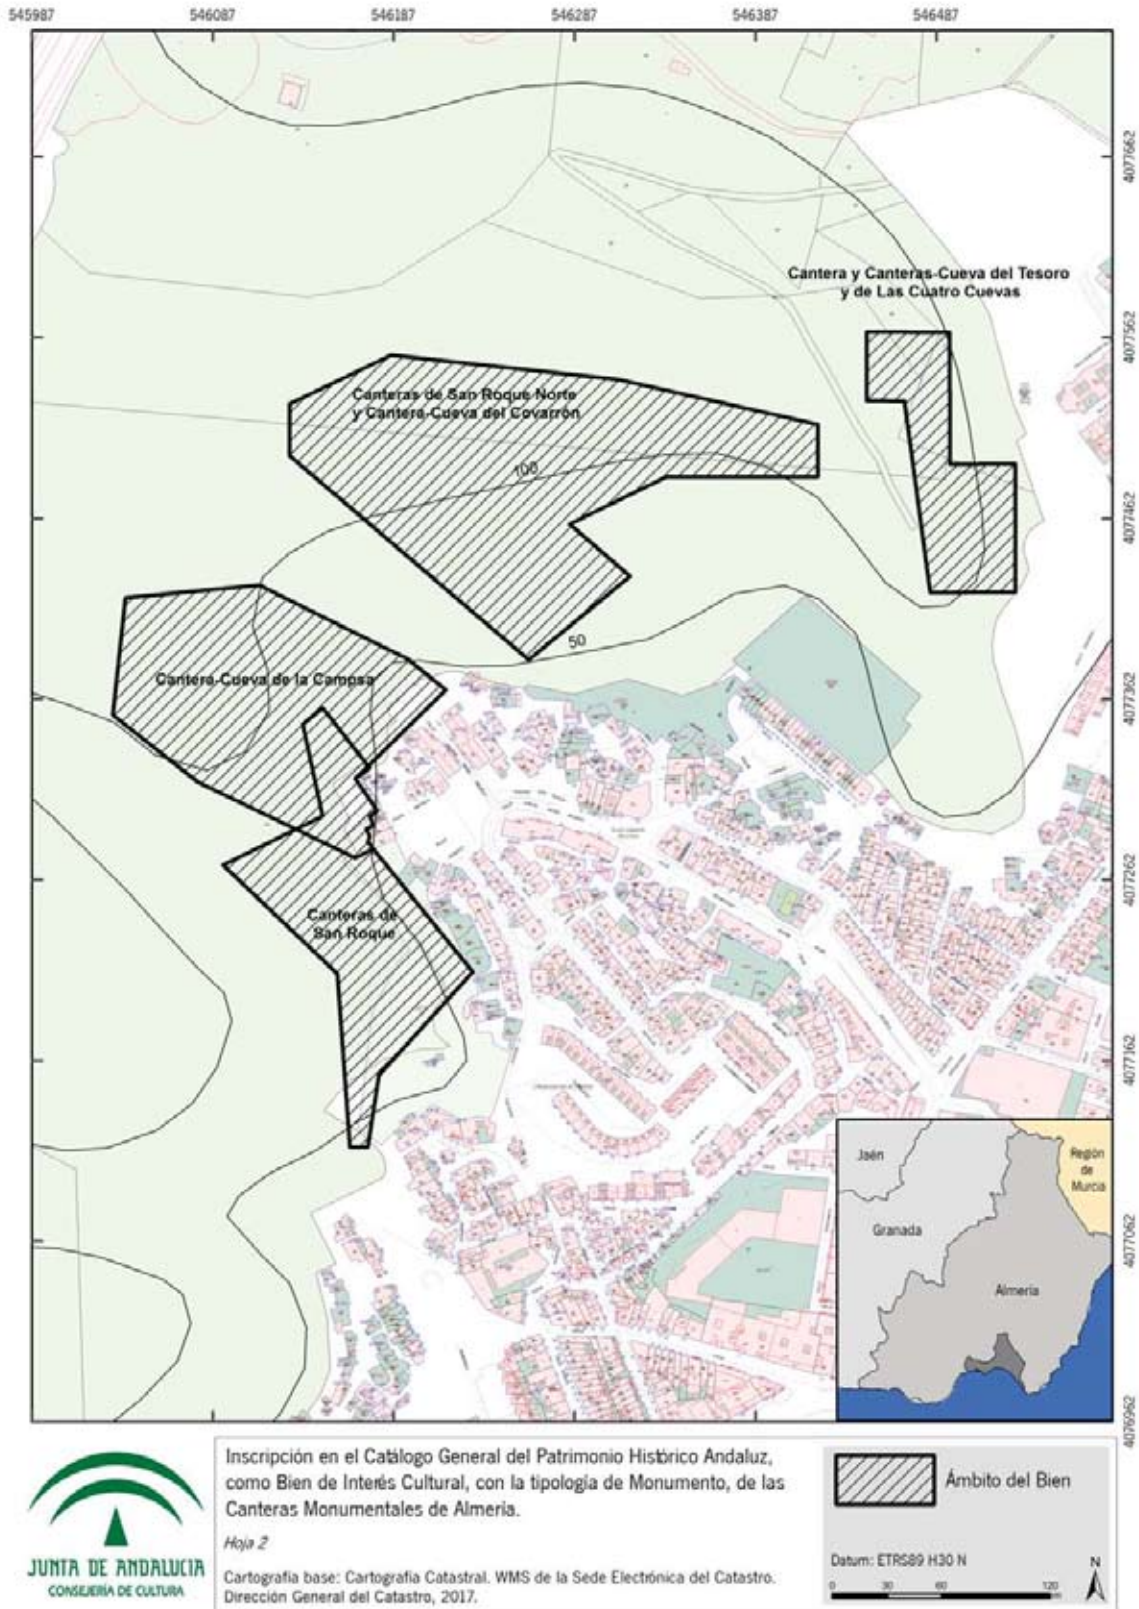 545987
546087
546187
546287
546387
546487
4077662
Cantera y Canteras-Cueva del Tesoro
y de Las Cuatro Cuevas
4077562
Canteras de San Roque Norte
y Cantera-Cueva del Covarrón
100
4077462
50
Cantera-Cueva de la Campsa
4077362
4077262
Canteras de
San Roque
4077162
Jaén
Región
de
Murcia
Granada
4077062
Almería
4076962
JUNTA DE ANDALUCIA
CONSEJERÍA DE CULTURA
Inscripción en el Catálogo General del Patrimonio Histórico Andaluz,
como Bien de Interés Cultural, con la tipología de Monumento, de las
Canteras Monumentales de Almería.
Hoja 2
Cartografía base: Cartografía Catastral. WMS de la Sede Electrónica del Catastro.
Dirección General del Catastro, 2017.
Ámbito del Bien
Datum: ETRS89 H30 N
N
0 30 60 120